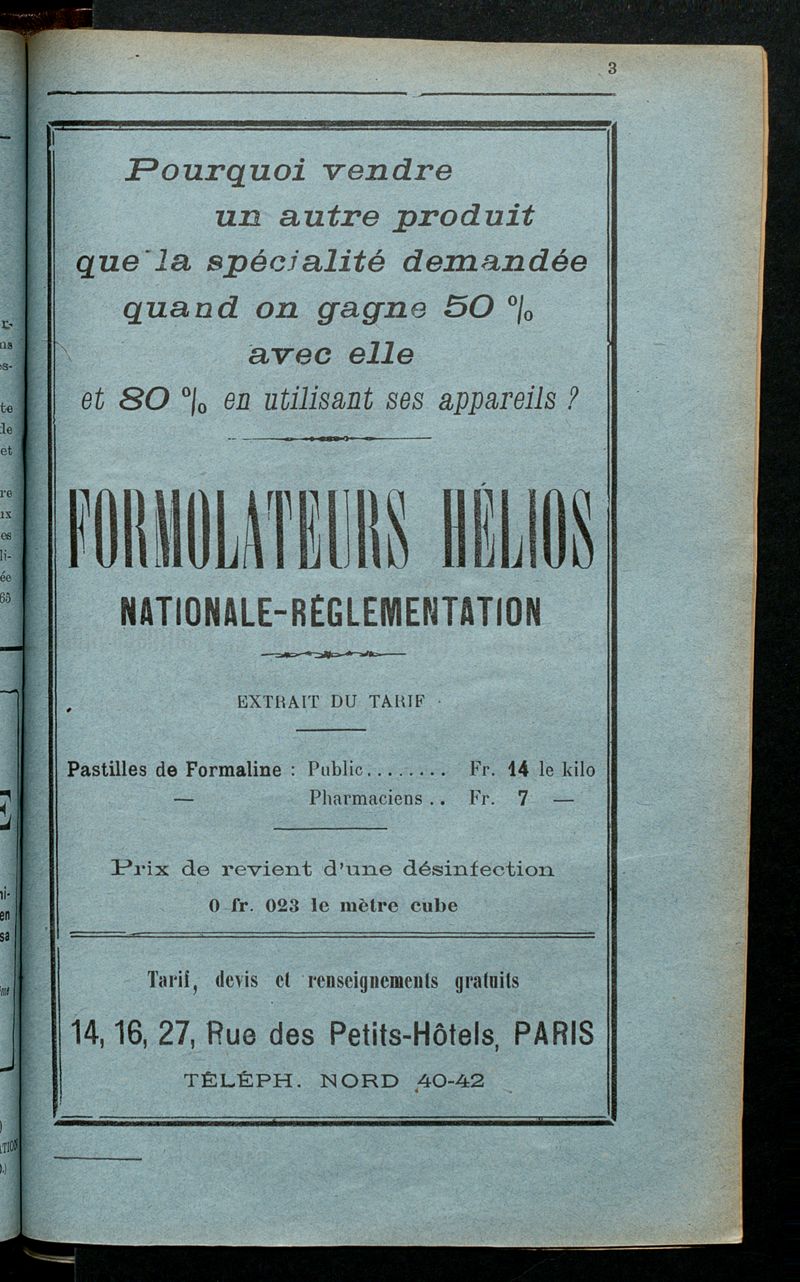 3
Pourquoi vendre
un autre produit
que la spécialité demandée
quand on gagne 50 %
avec elle
et 80 % en utilisant ses appareils ?
FORMOLATEURS HÉLIOS
NATIONALE-RÉGLEMENTATION
EXTRAIT DU TARIF
Pastilles de Formaline : Public........ Fr. 14 le kilo
— Pharmaciens .. Fr. 7 —
Prix de revient d'une désinfection
0 fr. 023 le mètre cube
Tarif, devis et renseignements gratuits
14, 16, 27, Rue des Petits-Hôtels, PARIS
TÉLÉPH. NORD 40-42